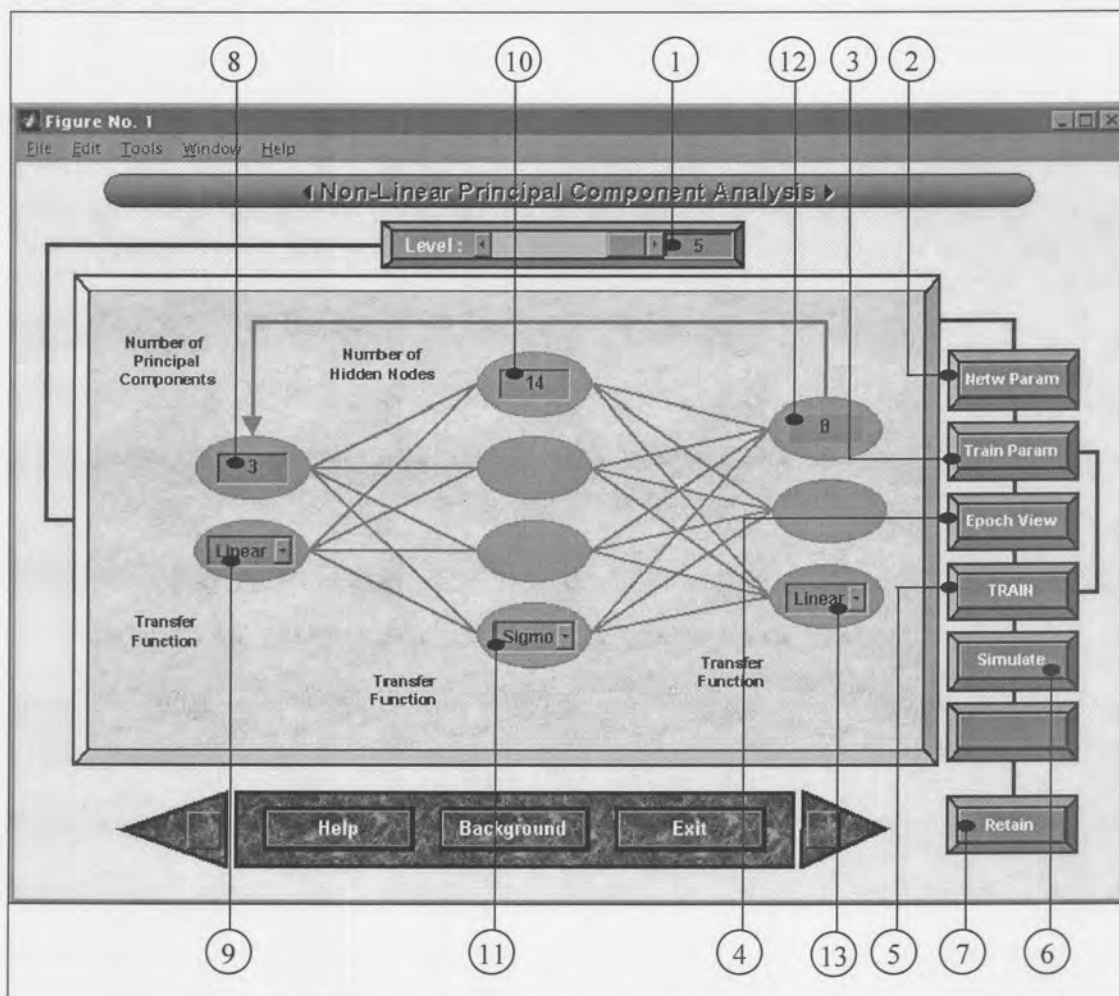 8 10 1 12 3 2
Figure No. 1
File Edit Tools Window Help
Non-Linear Principal Component Analysis
Level: 5
Number of
Principal
Components
Number of
Hidden Nodes
14
8
3
Linear
Sigmo
Linear
Transfer
Function
Transfer
Function
Transfer
Function
Netw Param
Train Param
Epoch View
TRAIN
Simulate
Retain
Help Background Exit
9 11 4 13 5 7 6